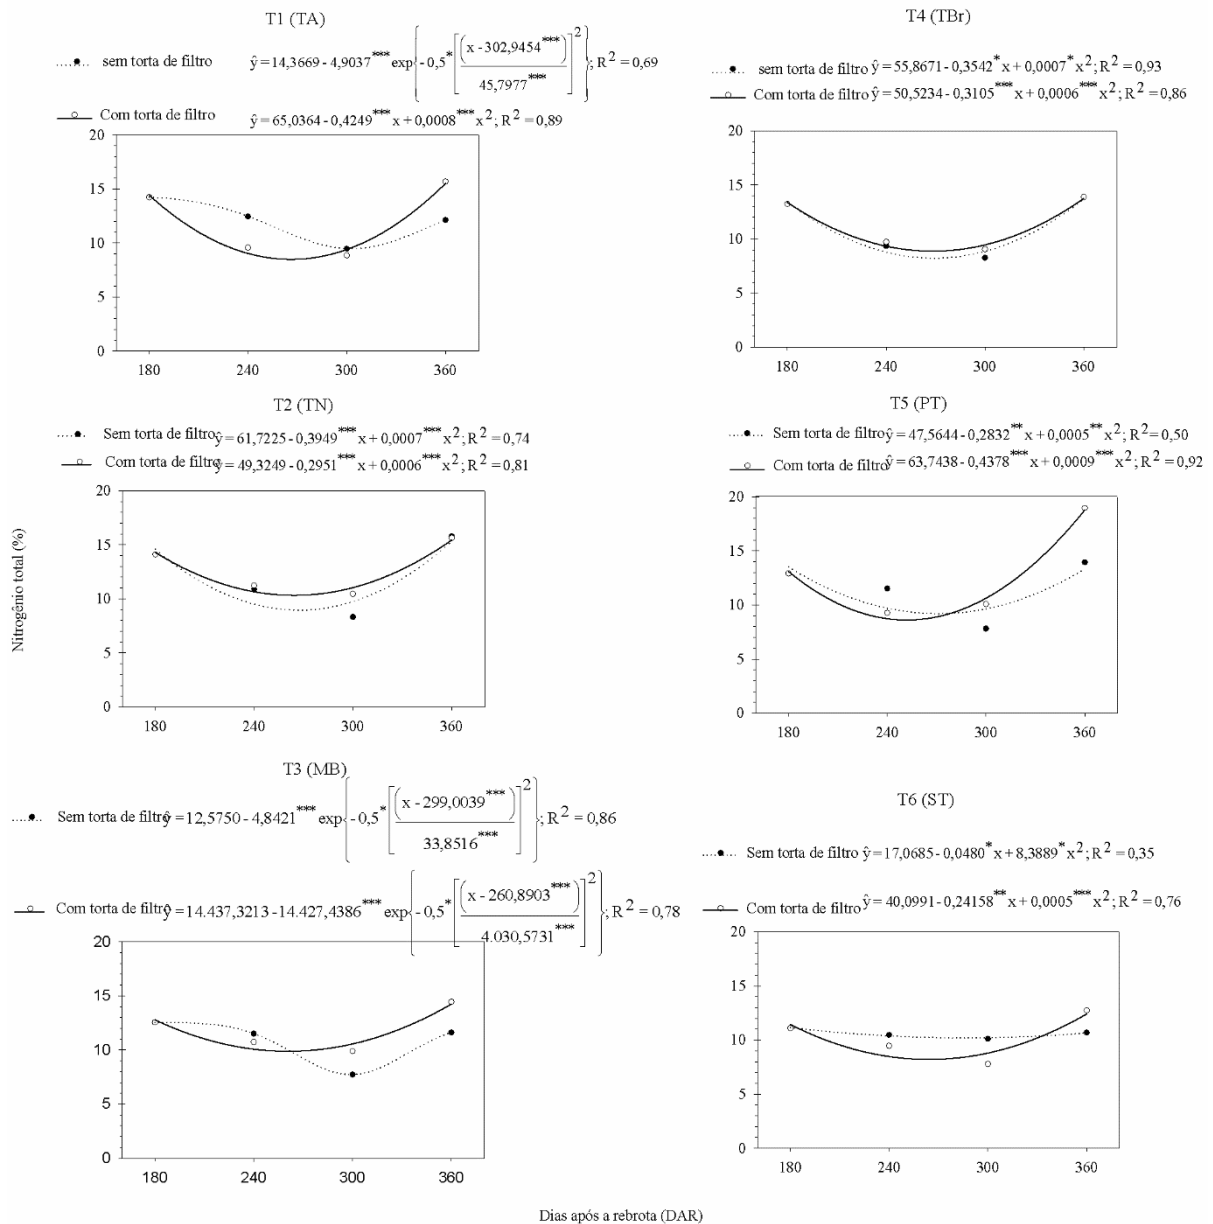 T1 (TA)
sem torta de filtro ŷ = 14,3669 - 4,9037*** exp{-0,5*[(x - 302,9454***)/45,7977***]²}; R² = 0,69
Com torta de filtro ŷ = 65,0364 - 0,4249***x + 0,0008***x²; R² = 0,89
20
15
10
5
0
180 240 300 360
T4 (TBr)
sem torta de filtro ŷ = 55,8671 - 0,3542*x + 0,0007*x²; R² = 0,93
Com torta de filtro ŷ = 50,5234 - 0,3105***x + 0,0006***x²; R² = 0,86
20
15
10
5
0
180 240 300 360
T2 (TN)
Sem torta de filtro ŷ = 61,7225 - 0,3949***x + 0,0007***x²; R² = 0,74
Com torta de filtro ŷ = 49,3249 - 0,2951***x + 0,0006***x²; R² = 0,81
20
15
10
5
0
180 240 300 360
T5 (PT)
Sem torta de filtro ŷ = 47,5644 - 0,2832**x + 0,0005**x²; R² = 0,50
Com torta de filtro ŷ = 63,7438 - 0,4378***x + 0,0009***x²; R² = 0,92
20
15
10
5
0
180 240 300 360
Nitrogênio total (%)
T3 (MB)
Sem torta de filtro ŷ = 12,5750 - 4,8421*** exp{-0,5*[(x - 299,0039***)/33,8516***]²}; R² = 0,86
Com torta de filtro ŷ = 14.437,3213 - 14.427,4386*** exp{-0,5*[(x - 260,8903***)/4.030,5731***]²}; R² = 0,78
20
15
10
5
0
180 240 300 360
T6 (ST)
Sem torta de filtro ŷ = 17,0685 - 0,0480*x + 8,3889*x²; R² = 0,35
Com torta de filtro ŷ = 40,0991 - 0,24158**x + 0,0005***x²; R² = 0,76
20
15
10
5
0
180 240 300 360
Dias após a rebrota (DAR)